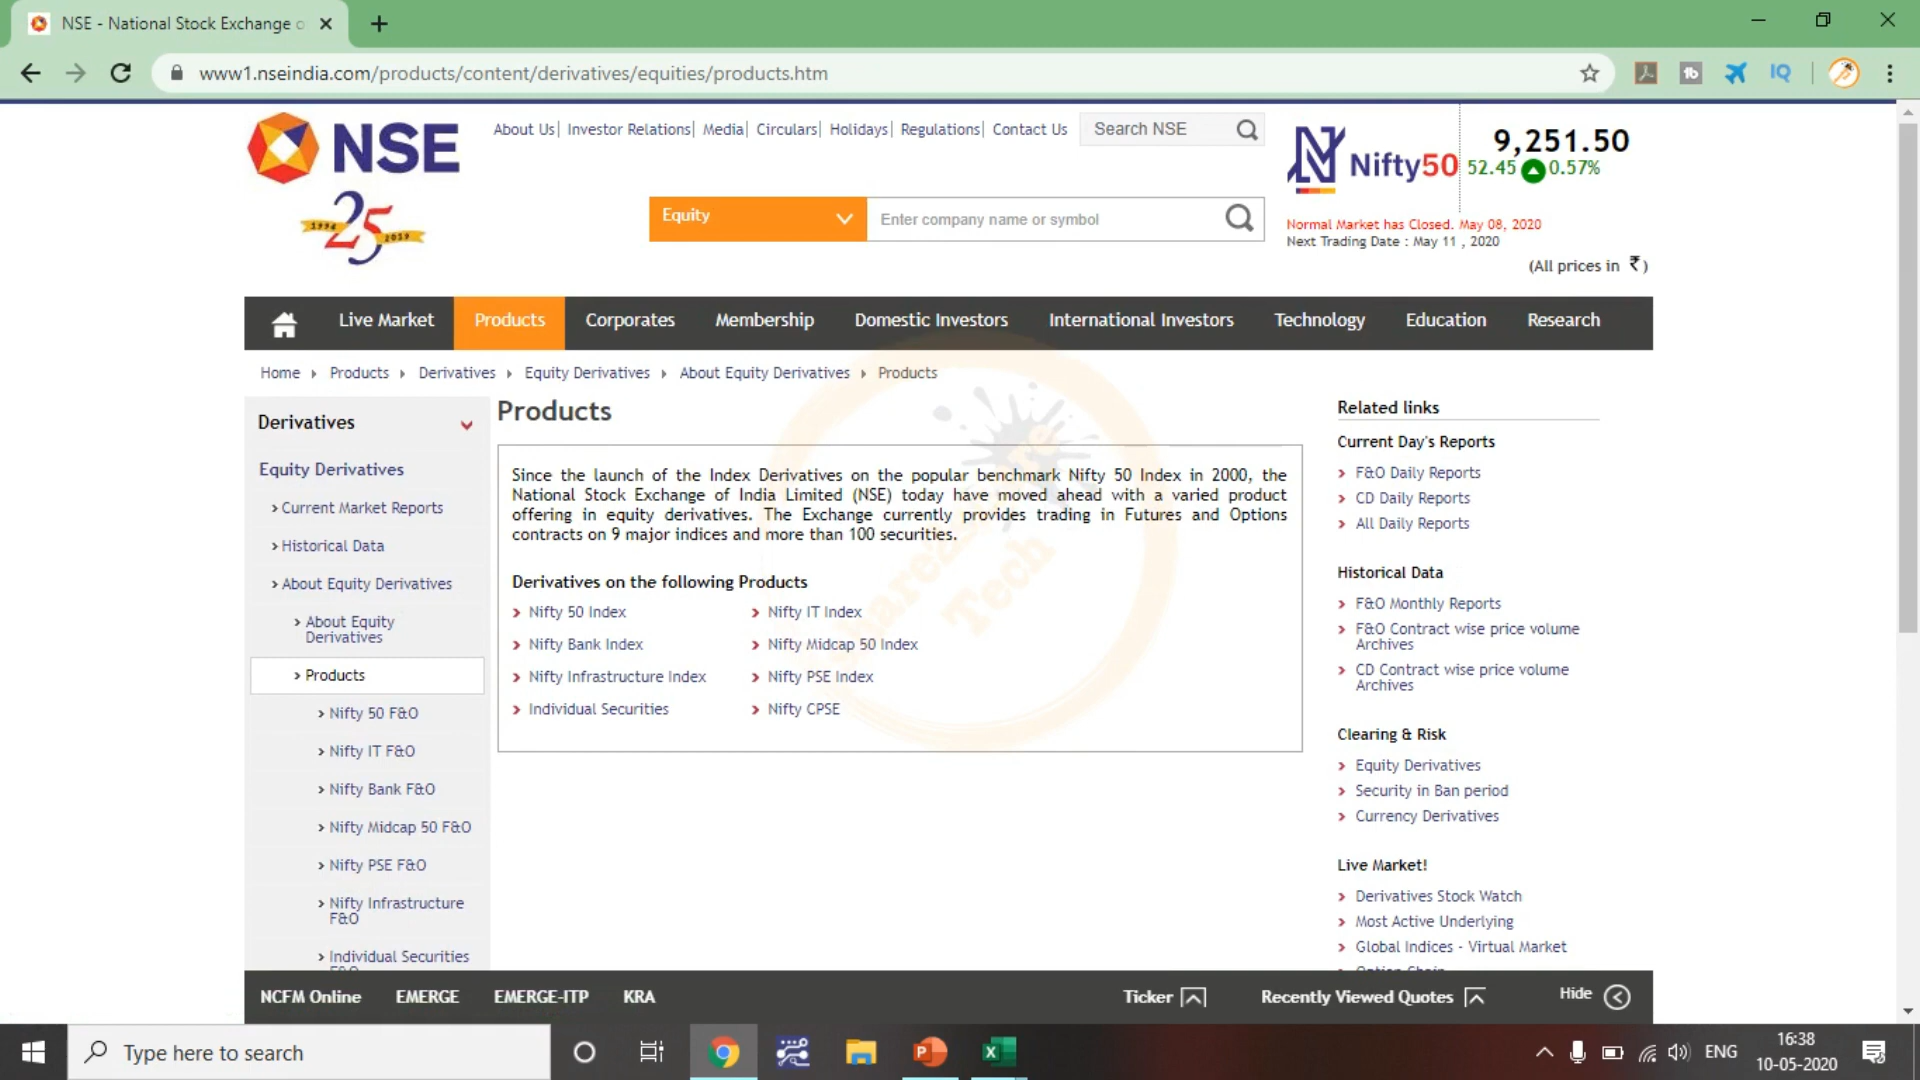 NSE - National Stock Exchange o
www1.nseindia.com/products/content/derivatives/equities/products.htm
IQ
NSE
25
1994 2019
About Us | Investor Relations | Media | Circulars | Holidays | Regulations | Contact Us
Search NSE
Equity
Enter company name or symbol
Nifty50
9,251.50
52.45 0.57%
Normal Market has Closed. May 08, 2020
Next Trading Date : May 11 , 2020
(All prices in ₹)
Live Market Products Corporates Membership Domestic Investors International Investors Technology Education Research
Home Products Derivatives Equity Derivatives About Equity Derivatives Products
Derivatives
Equity Derivatives
Current Market Reports
Historical Data
About Equity Derivatives
About Equity
Derivatives
Products
Nifty 50 F&O
Nifty IT F&O
Nifty Bank F&O
Nifty Midcap 50 F&O
Nifty PSE F&O
Nifty Infrastructure
F&O
Individual Securities
F&O
Products
Since the launch of the Index Derivatives on the popular benchmark Nifty 50 Index in 2000, the
National Stock Exchange of India Limited (NSE) today have moved ahead with a varied product
offering in equity derivatives. The Exchange currently provides trading in Futures and Options
contracts on 9 major indices and more than 100 securities.
Derivatives on the following Products
Nifty 50 Index
Nifty IT Index
Nifty Bank Index
Nifty Midcap 50 Index
Nifty Infrastructure Index
Nifty PSE Index
Individual Securities
Nifty CPSE
Tech
Related links
Current Day's Reports
F&O Daily Reports
CD Daily Reports
All Daily Reports
Historical Data
F&O Monthly Reports
F&O Contract wise price volume
Archives
CD Contract wise price volume
Archives
Clearing & Risk
Equity Derivatives
Security in Ban period
Currency Derivatives
Live Market!
Derivatives Stock Watch
Most Active Underlying
Global Indices - Virtual Market
Option Chain
NCFM Online EMERGE EMERGE-ITP KRA
Ticker Recently Viewed Quotes Hide
Type here to search
ENG
16:38
10-05-2020